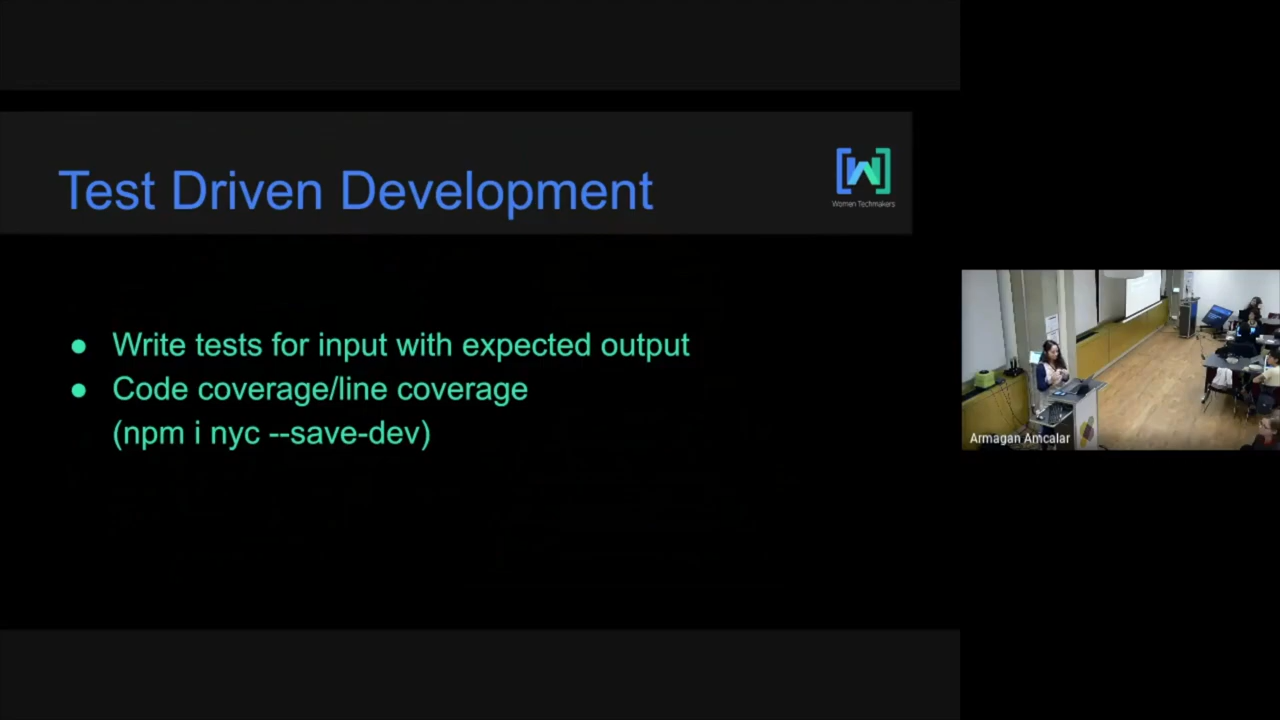 Test Driven Development
Women Techmakers
● Write tests for input with expected output
● Code coverage/line coverage
(npm i nyc --save-dev)
Armagan Amcalar